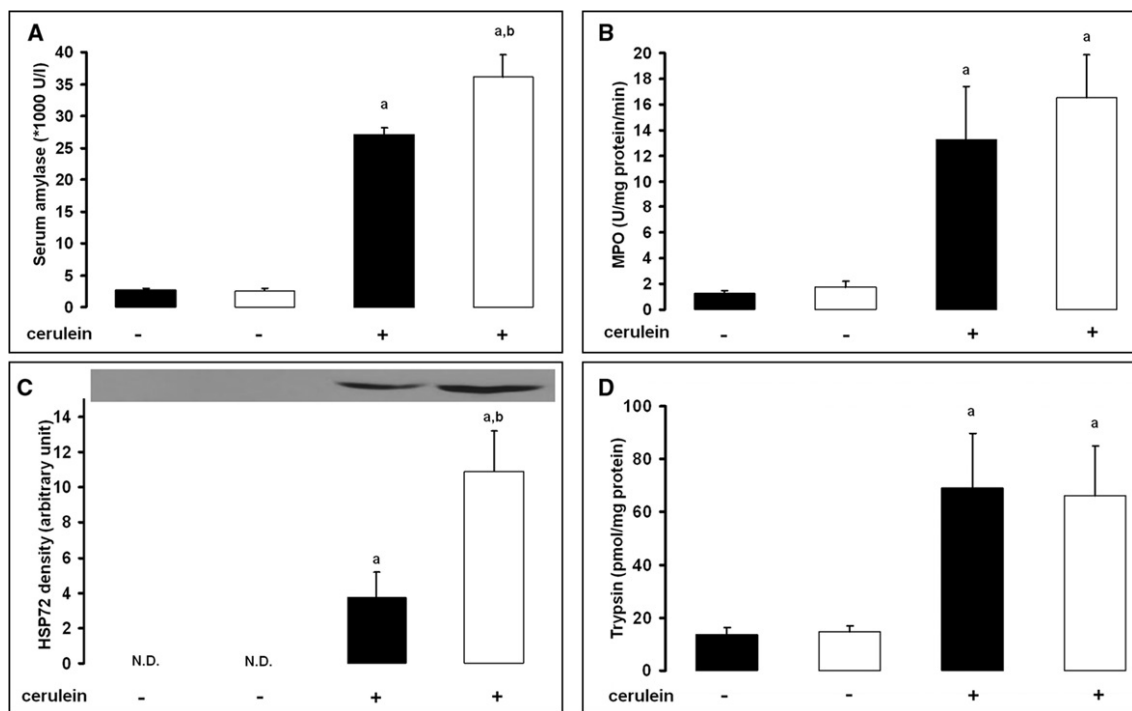 A
Serum amylase (*1000 U/l)
40
35
30
25
20
15
10
5
0
a
a,b
cerulein - - + +
B
MPO (U/mg protein/min)
20
18
16
14
12
10
8
6
4
2
0
a
a
cerulein - - + +
C
HSP72 density (arbitrary unit)
14
12
10
8
6
4
2
0
N.D. N.D.
a
a,b
cerulein - - + +
D
Trypsin (pmol/mg protein)
100
80
60
40
20
0
a a
cerulein - - + +